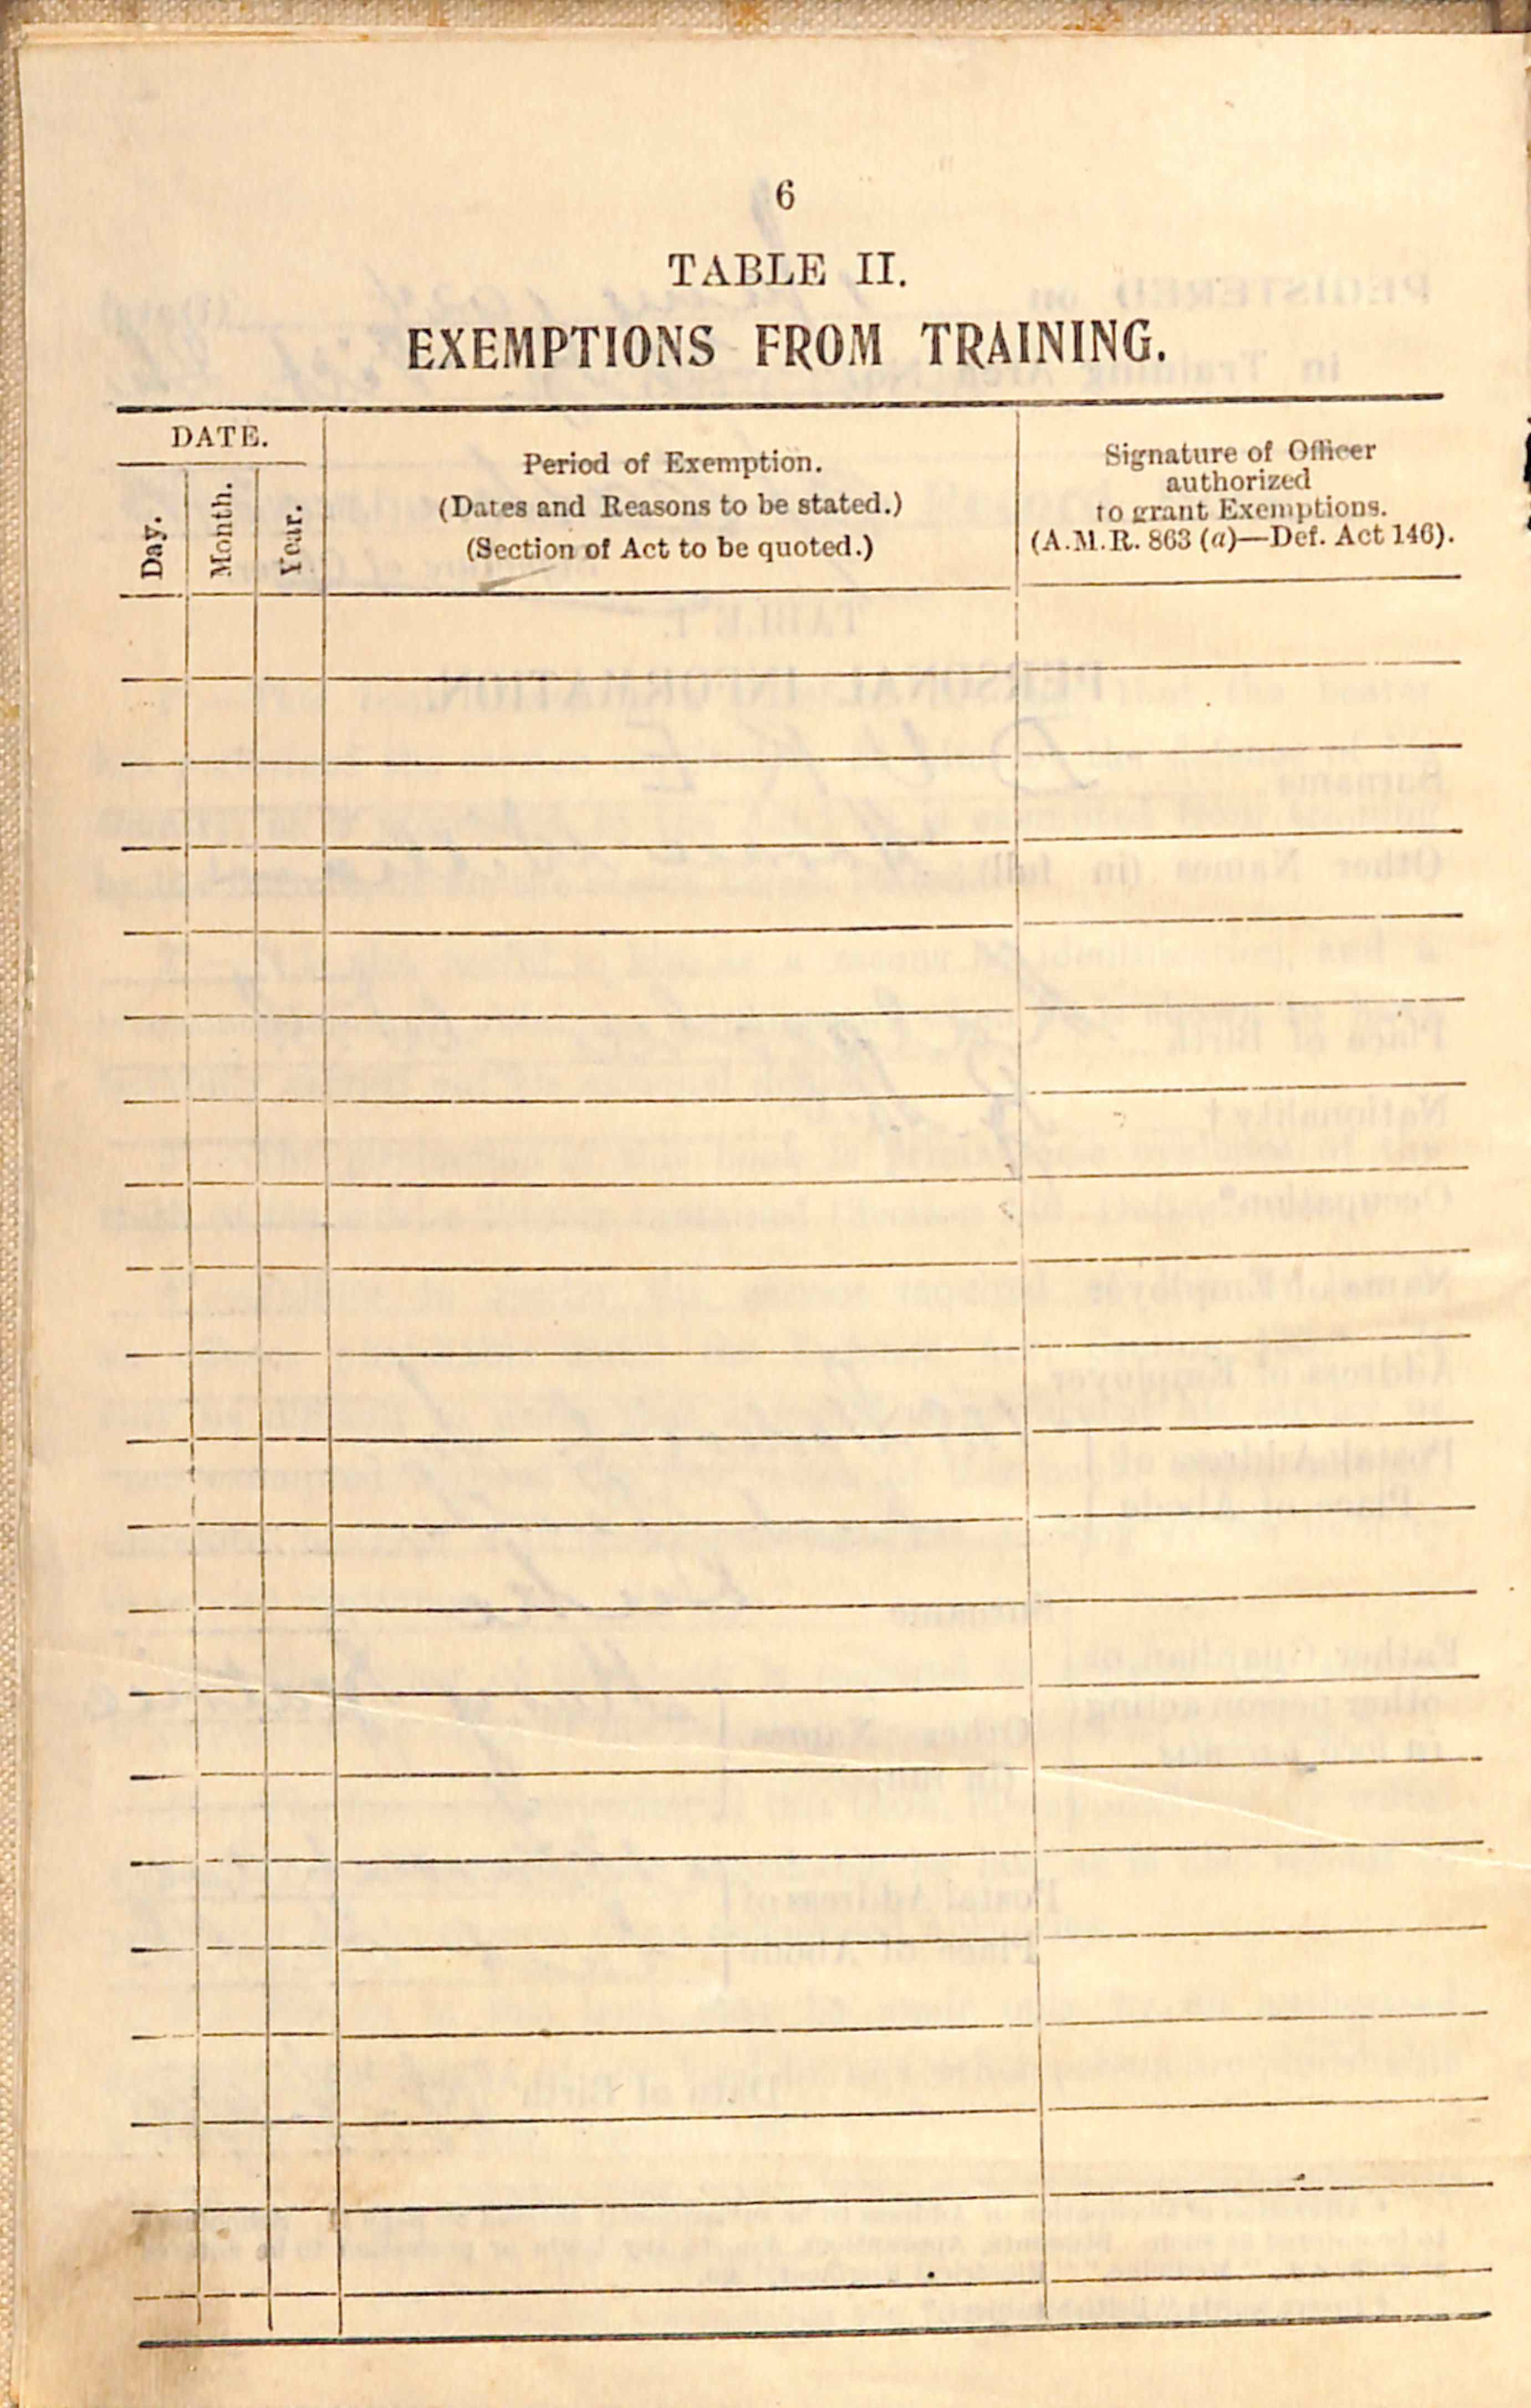 6
TABLE II.
EXEMPTIONS FROM TRAINING.
DATE.
Day.
Month.
Year.
Period of Exemption.
(Dates and Reasons to be stated.)
(Section of Act to be quoted.)
Signature of Officer
authorized
to grant Exemptions.
(A.M.R. 863 (a)—Def. Act 146).